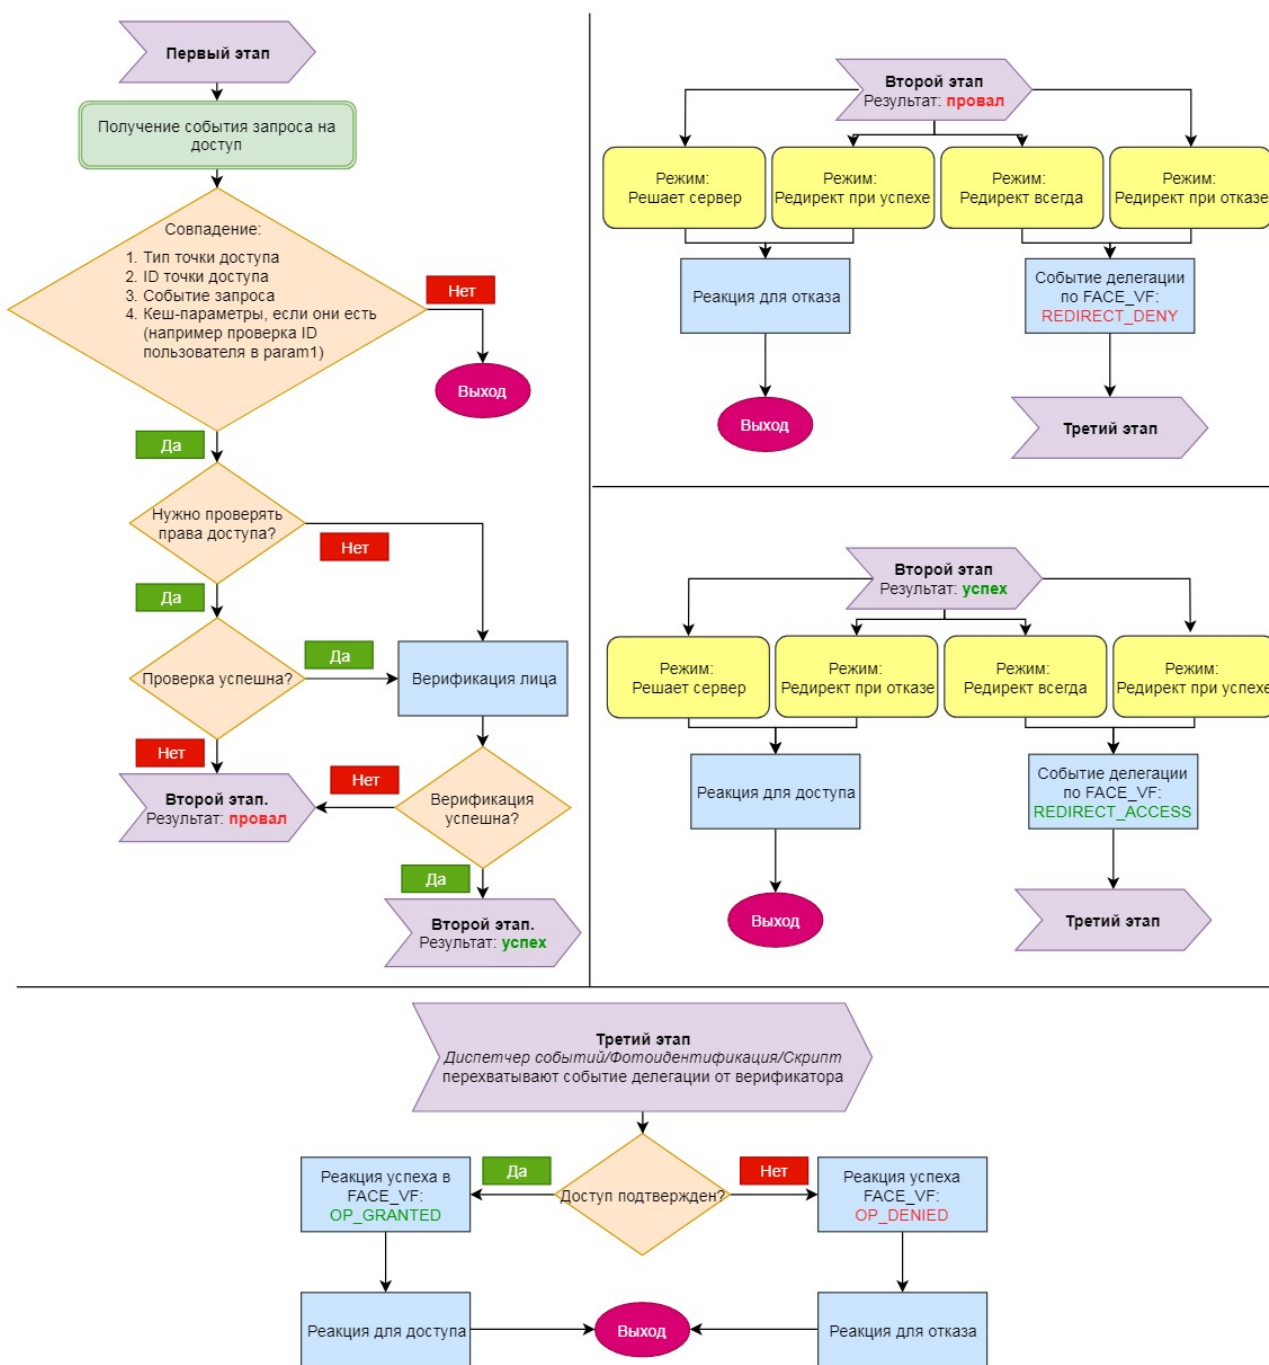 Первый этап
Получение события запроса на
доступ
Совпадение:
1. Тип точки доступа
2. ID точки доступа
3. Событие запроса
4. Кеш-параметры, если они есть
(например проверка ID
пользователя в param1)
Нет
Выход
Да
Нужно проверять
права доступа?
Нет
Да
Проверка успешна?
Да
Верификация лица
Нет
Второй этап.
Результат: провал
Нет
Верификация
успешна?
Да
Второй этап.
Результат: успех
Второй этап
Результат: провал
Режим:
Решает сервер
Режим:
Редирект при успехе
Режим:
Редирект всегда
Режим:
Редирект при отказе
Реакция для отказа
Событие делегации
по FACE_VF:
REDIRECT_DENY
Выход
Третий этап
Второй этап
Результат: успех
Режим:
Решает сервер
Режим:
Редирект при отказе
Режим:
Редирект всегда
Режим:
Редирект при успехе
Реакция для доступа
Событие делегации
по FACE_VF:
REDIRECT_ACCESS
Выход
Третий этап
Третий этап
Диспетчер событий/Фотоидентификация/Скрипт
перехватывают событие делегации от верификатора
Реакция успеха в
FACE_VF:
OP_GRANTED
Да
Доступ подтвержден?
Нет
Реакция успеха
FACE_VF:
OP_DENIED
Реакция для доступа
Выход
Реакция для отказа